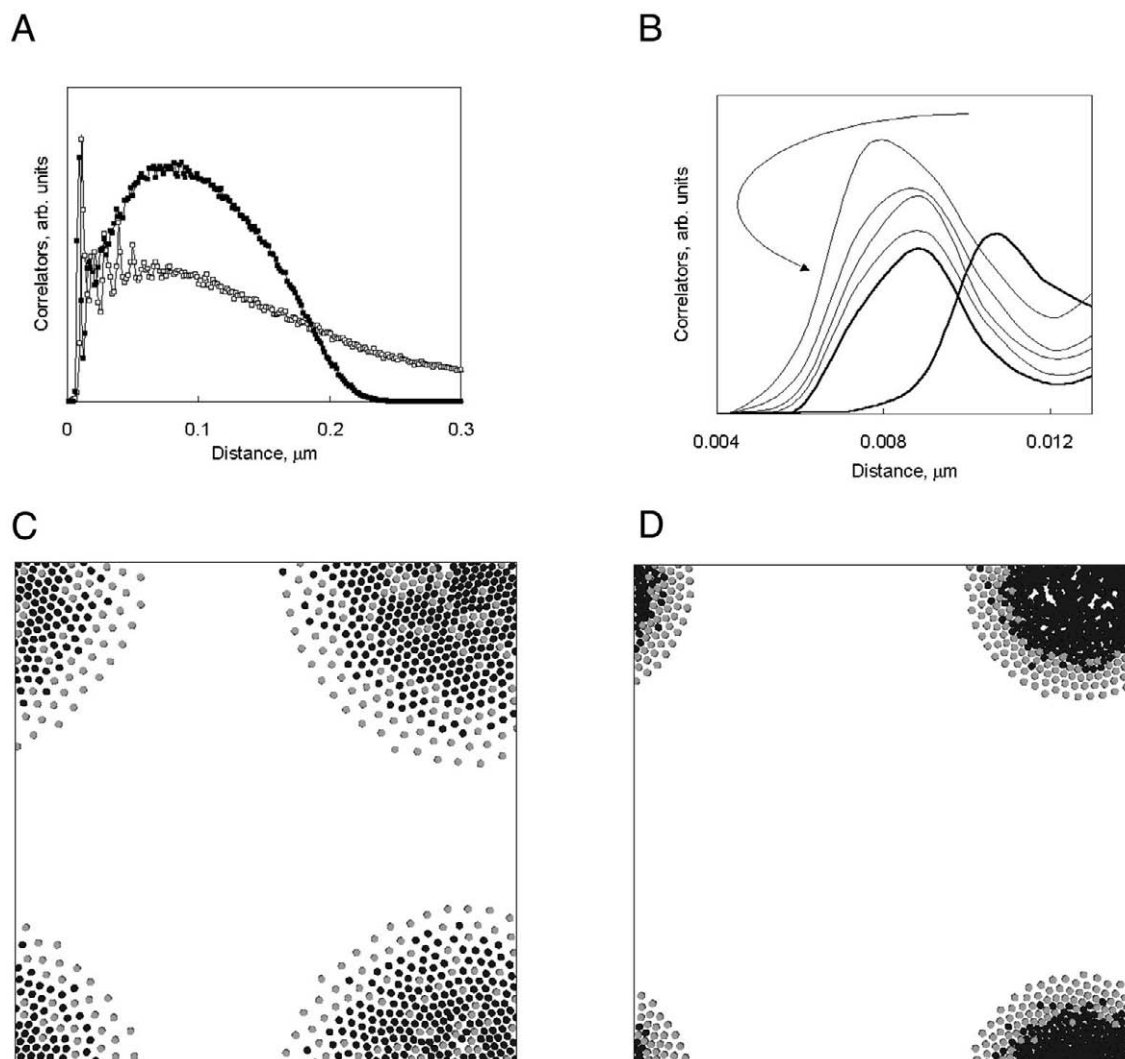 A
B
Correlators, arb. units
0
0.1
0.2
0.3
Distance, μm
Correlators, arb. units
0.004
0.008
0.012
Distance, μm
C
D